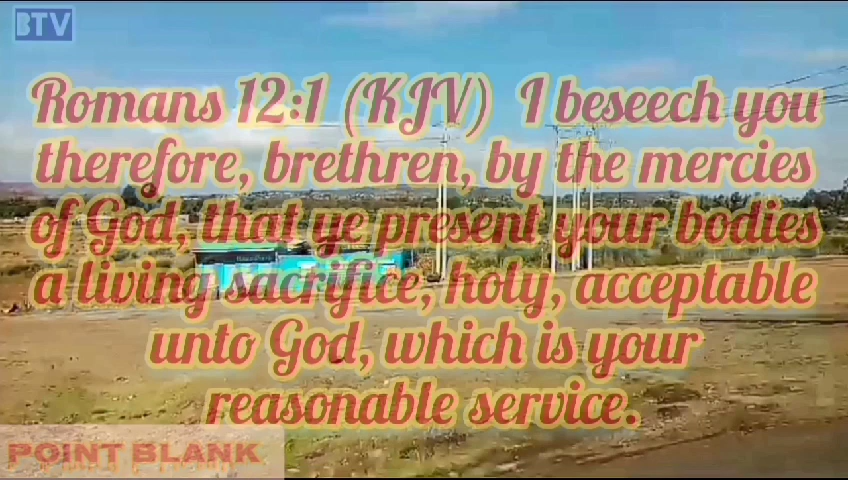 BTV
Romans 12:1 (KJV) I beseech you
therefore, brethren, by the mercies
of God, that ye present your bodies
a living sacrifice, holy, acceptable
unto God, which is your
reasonable service.
POINT BLANK